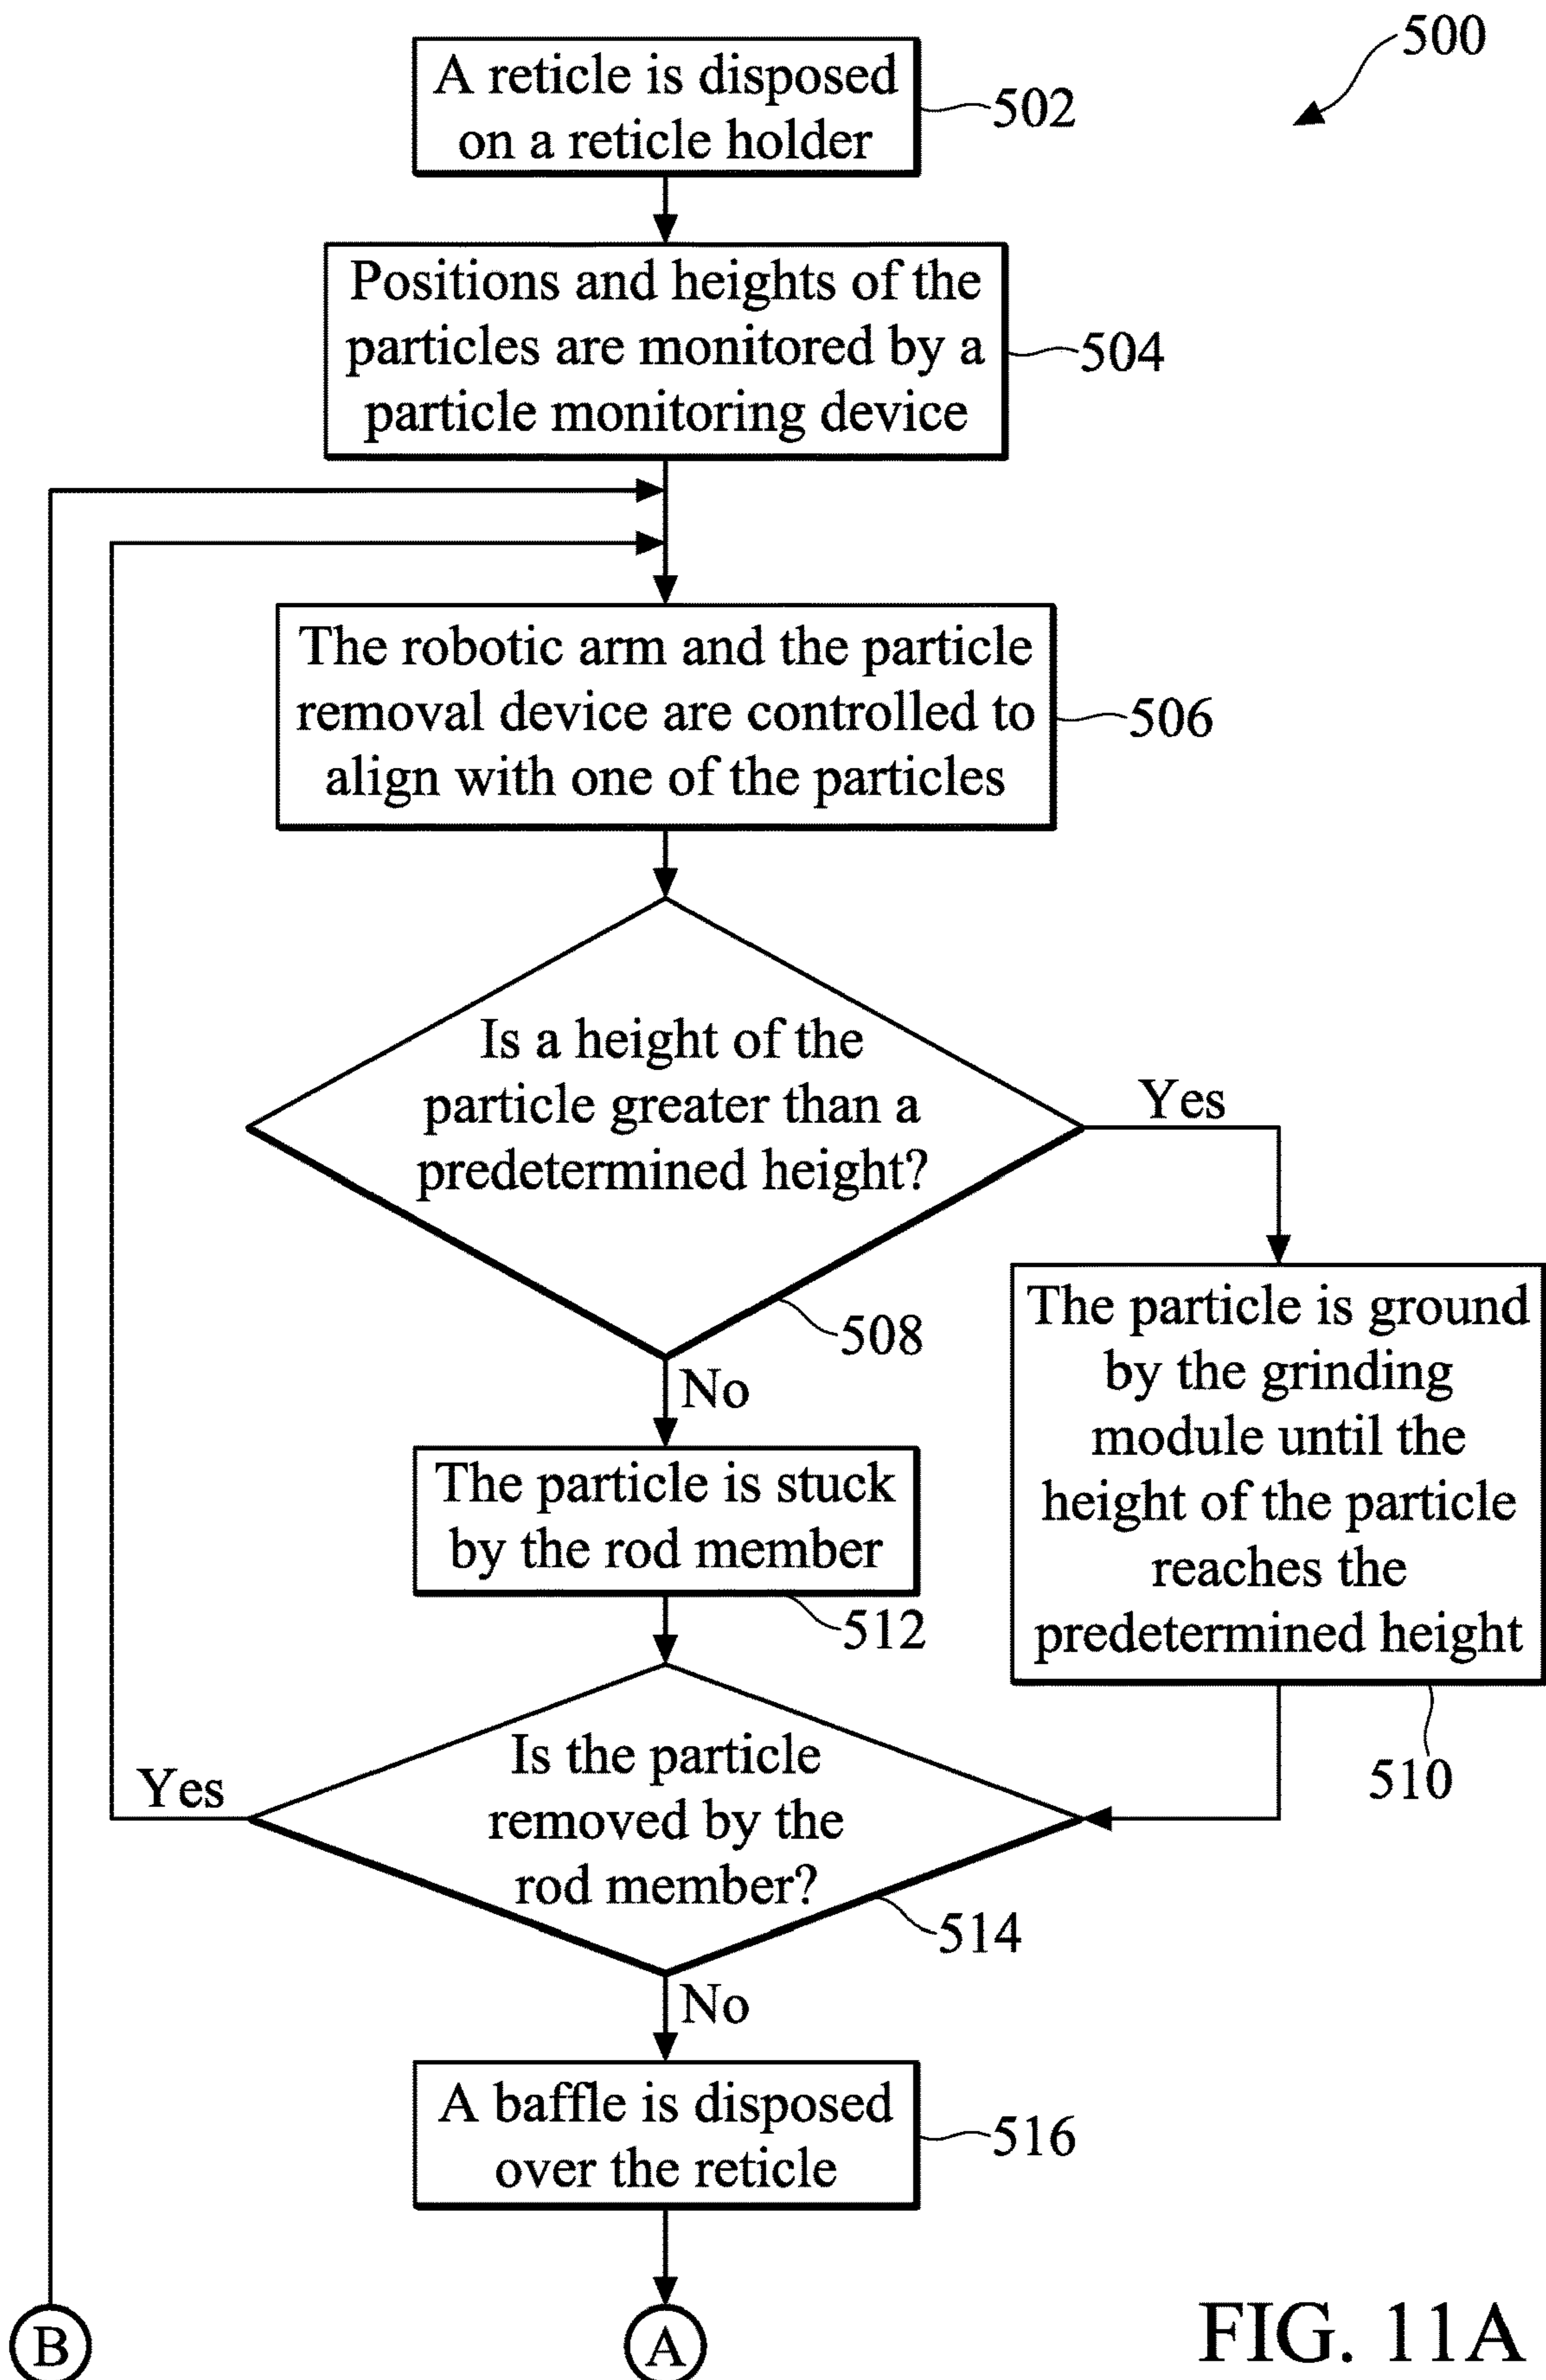 500
A reticle is disposed
on a reticle holder
502
Positions and heights of the
particles are monitored by a
particle monitoring device
504
The robotic arm and the particle
removal device are controlled to
align with one of the particles
506
Is a height of the
particle greater than a
predetermined height?
Yes
508
No
The particle is ground
by the grinding
module until the
height of the particle
reaches the
predetermined height
510
The particle is stuck
by the rod member
512
Is the particle
removed by the
rod member?
Yes
514
No
A baffle is disposed
over the reticle
516
B
A
FIG. 11A